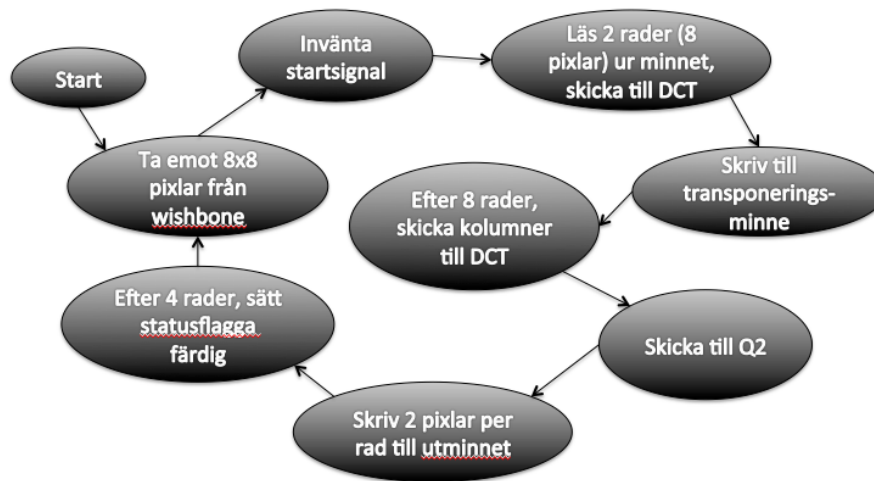 Start
Invänta
startsignal
Läs 2 rader (8
pixlar) ur minnet,
skicka till DCT
Skriv till
transponerings-
minne
Efter 8 rader,
skicka kolumner
till DCT
Skicka till Q2
Skriv 2 pixlar per
rad till utminnet
Efter 4 rader, sätt
statusflagga
färdig
Ta emot 8x8
pixlar från
wishbone